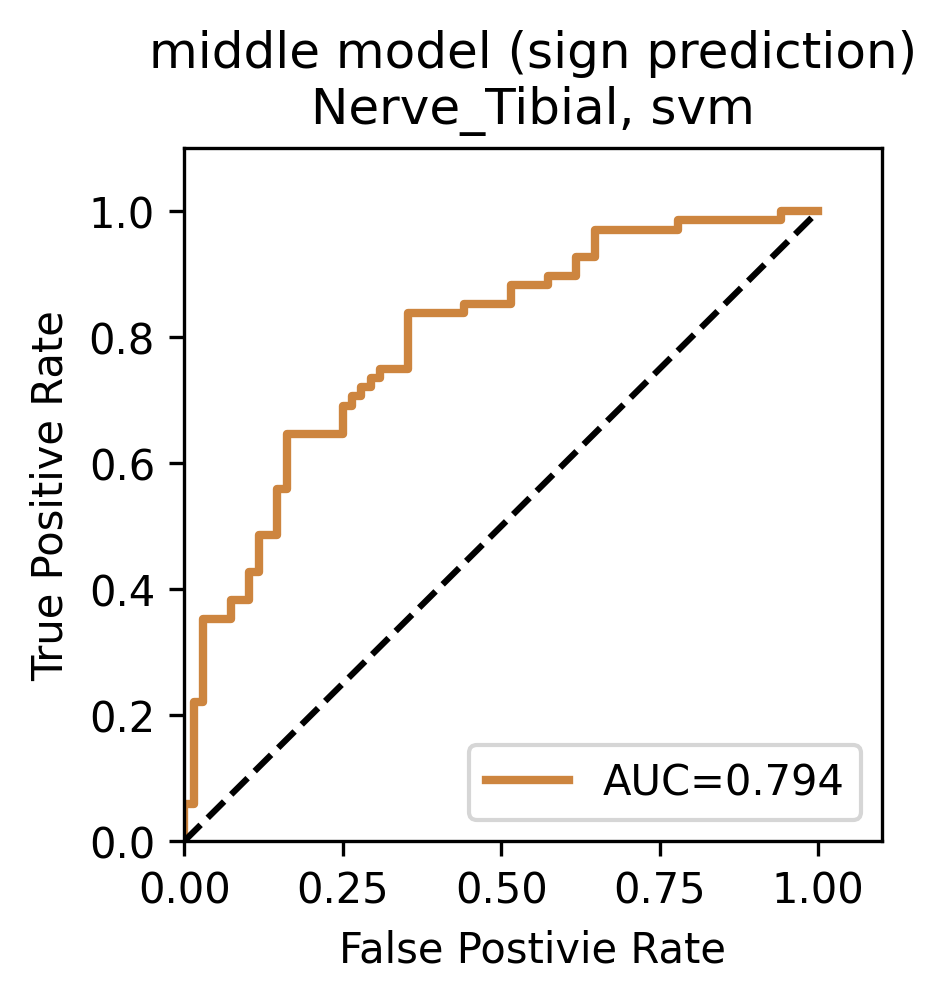 middle model (sign prediction)
Nerve_Tibial, svm
1.0
0.8
0.6
0.4
0.2
0.0
True Positive Rate
AUC=0.794
0.00 0.25 0.50 0.75 1.00
False Postivie Rate